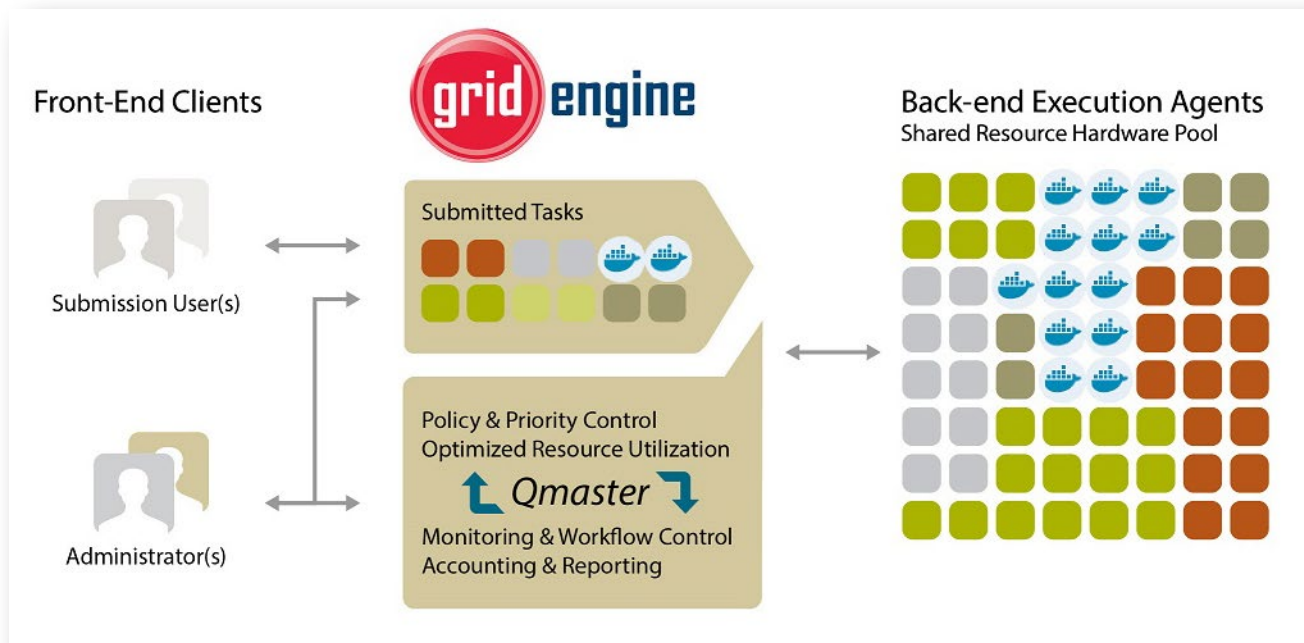 Front-End Clients
Submission User(s)
Administrator(s)
grid engine
Submitted Tasks
Policy & Priority Control
Optimized Resource Utilization
Qmaster
Monitoring & Workflow Control
Accounting & Reporting
Back-end Execution Agents
Shared Resource Hardware Pool